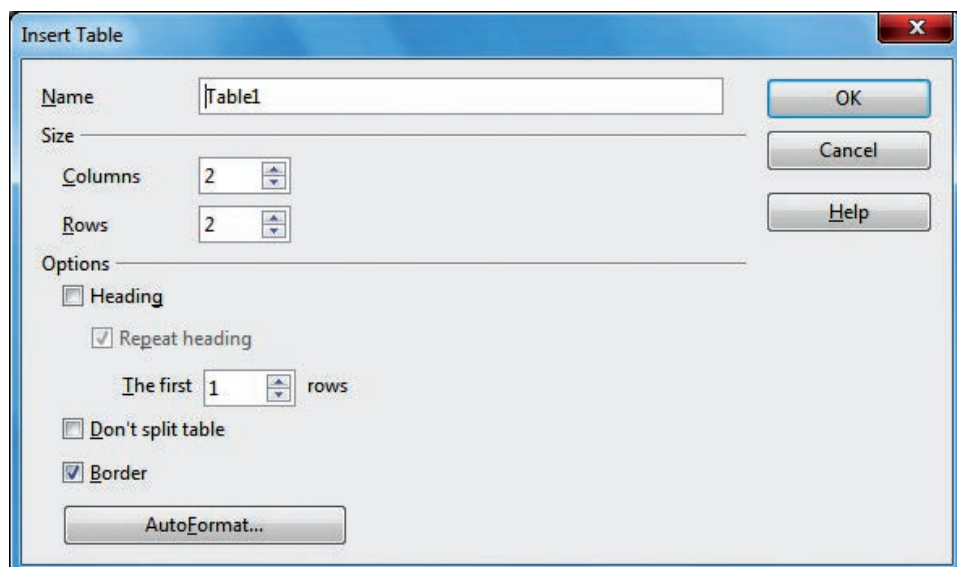 Insert Table
Name Table1 OK
Size Cancel
Columns 2
Rows 2 Help
Options
Heading
Repeat heading
The first 1 rows
Don't split table
Border
AutoFormat...